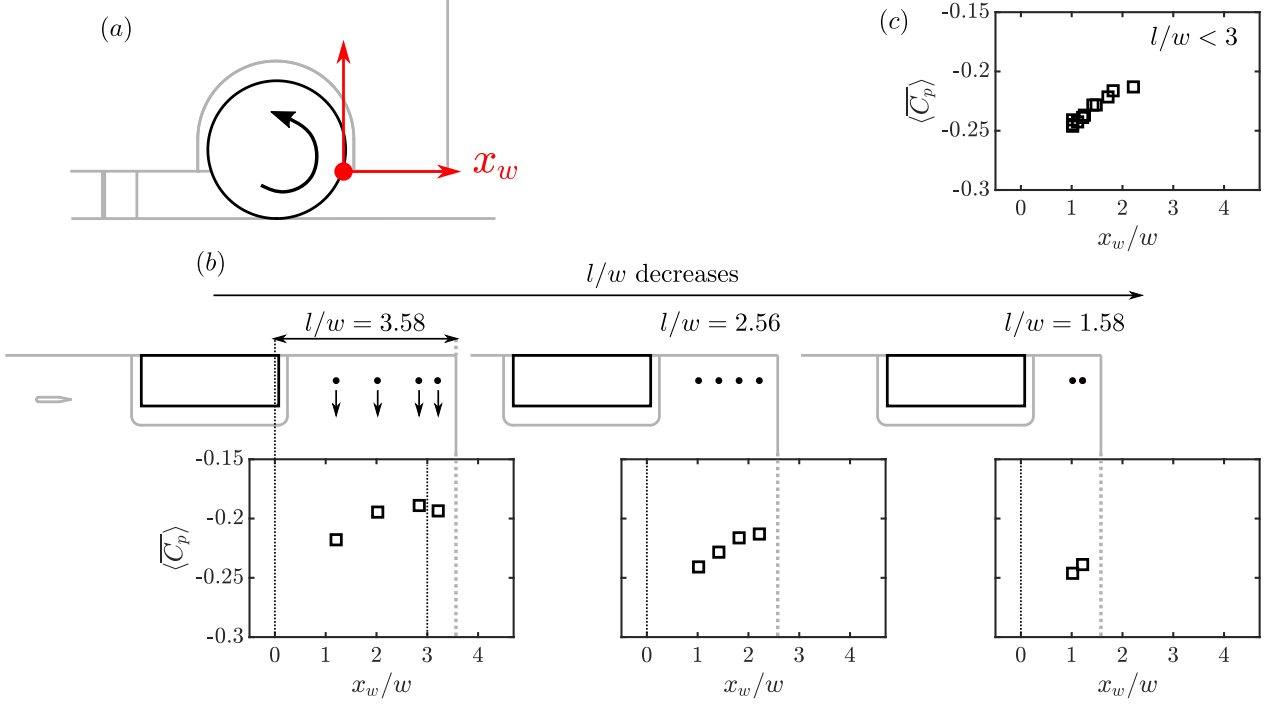 (a)
x_w
(c)
-0.15
-0.2
-0.25
-0.3
⟨C̅_p⟩
l/w < 3
0 1 2 3 4
x_w/w
(b)
l/w decreases
l/w = 3.58
l/w = 2.56
l/w = 1.58
-0.15
-0.2
-0.25
-0.3
⟨C̅_p⟩
0 1 2 3 4
x_w/w
0 1 2 3 4
x_w/w
0 1 2 3 4
x_w/w